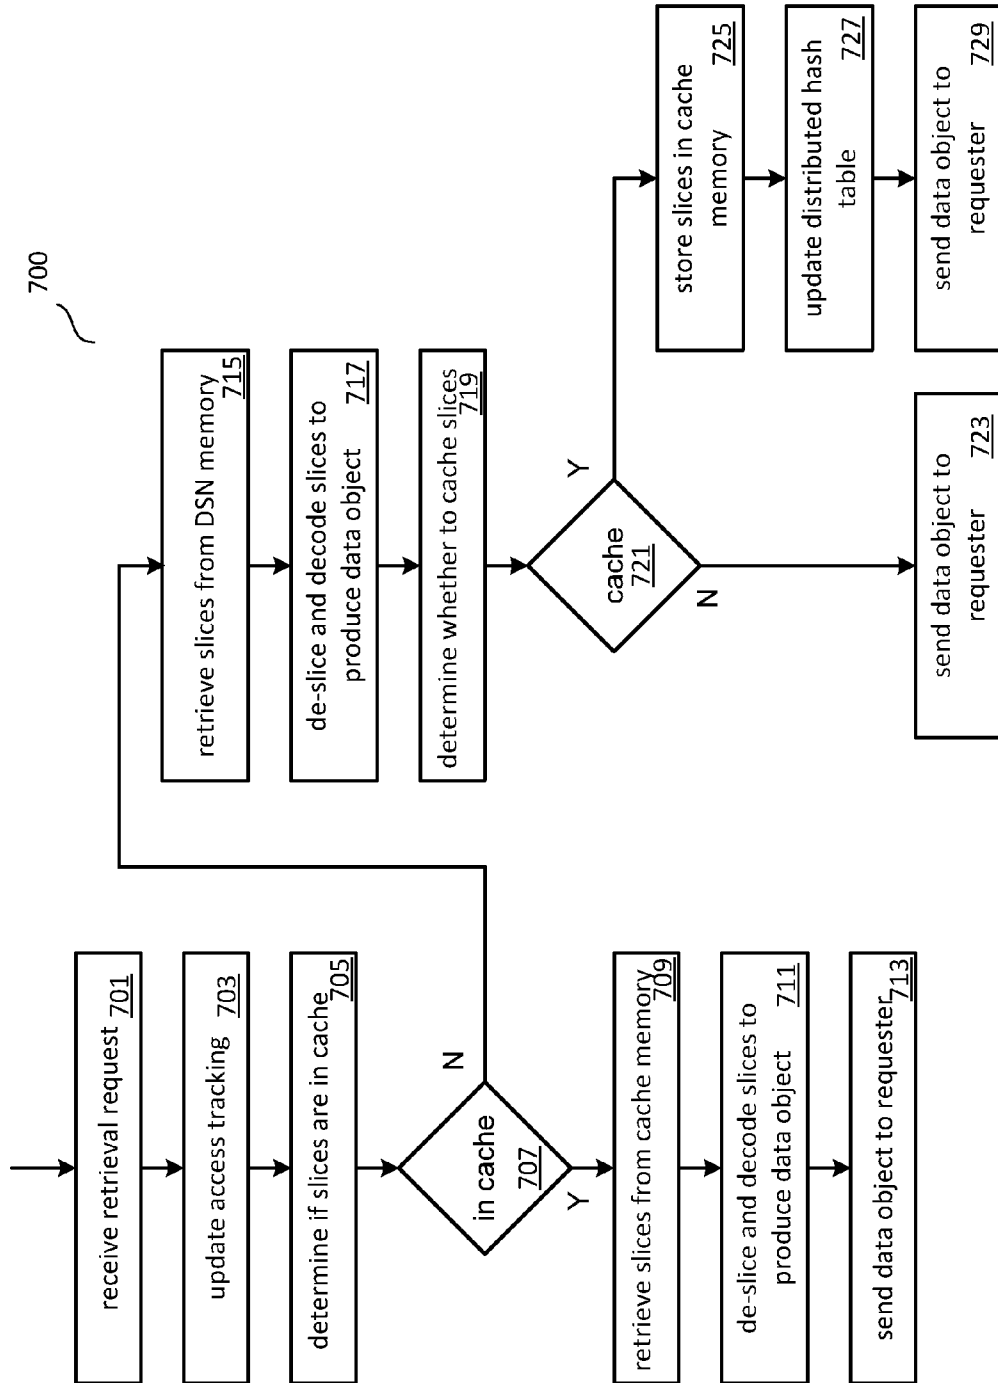 700
receive retrieval request
701
update access tracking
703
determine if slices are in cache
705
in cache
707
N
Y
retrieve slices from cache memory
709
de-slice and decode slices to
produce data object
711
send data object to requester
713
retrieve slices from DSN memory
715
de-slice and decode slices to
produce data object
717
determine whether to cache slices
719
cache
721
Y
N
send data object to
requester
723
store slices in cache
memory
725
update distributed hash
table
727
send data object to
requester
729